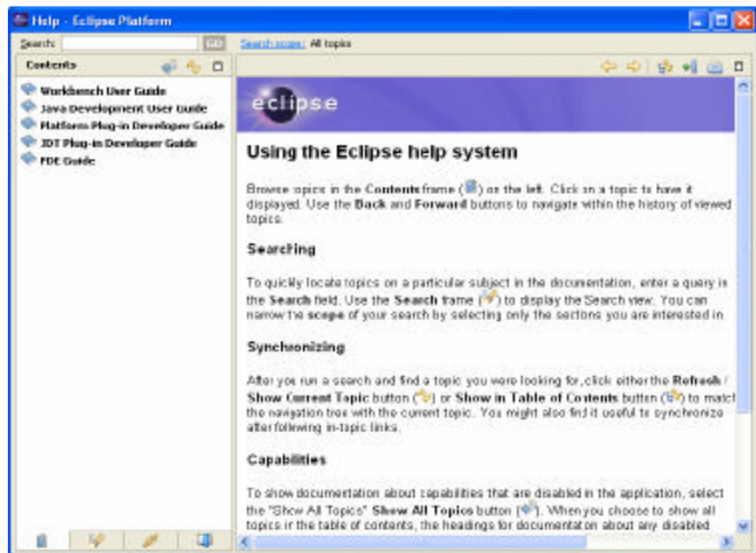 Help - Eclipse Platform
Search: GO Search scope: All topics
Contents
Workbench User Guide
Java Development User Guide
Platform Plug-in Developer Guide
JDT Plug-in Developer Guide
PDE Guide
eclipse
Using the Eclipse help system
Browse topics in the Contents frame ( ) on the left. Click on a topic to have it
displayed. Use the Back and Forward buttons to navigate within the history of viewed
topics.
Searching
To quickly locate topics on a particular subject in the documentation, enter a query in
the Search field. Use the Search frame ( ) to display the Search view. You can
narrow the scope of your search by selecting only the sections you are interested in
Synchronizing
After you run a search and find a topic you were looking for, click either the Refresh /
Show Current Topic button ( ) or Show in Table of Contents button ( ) to match
the navigation tree with the current topic. You might also find it useful to synchronize
after following in-topic links.
Capabilities
To show documentation about capabilities that are disabled in the application, select
the "Show All Topics" Show All Topics button ( ). When you choose to show all
topics in the table of contents, the headings for documentation about any disabled